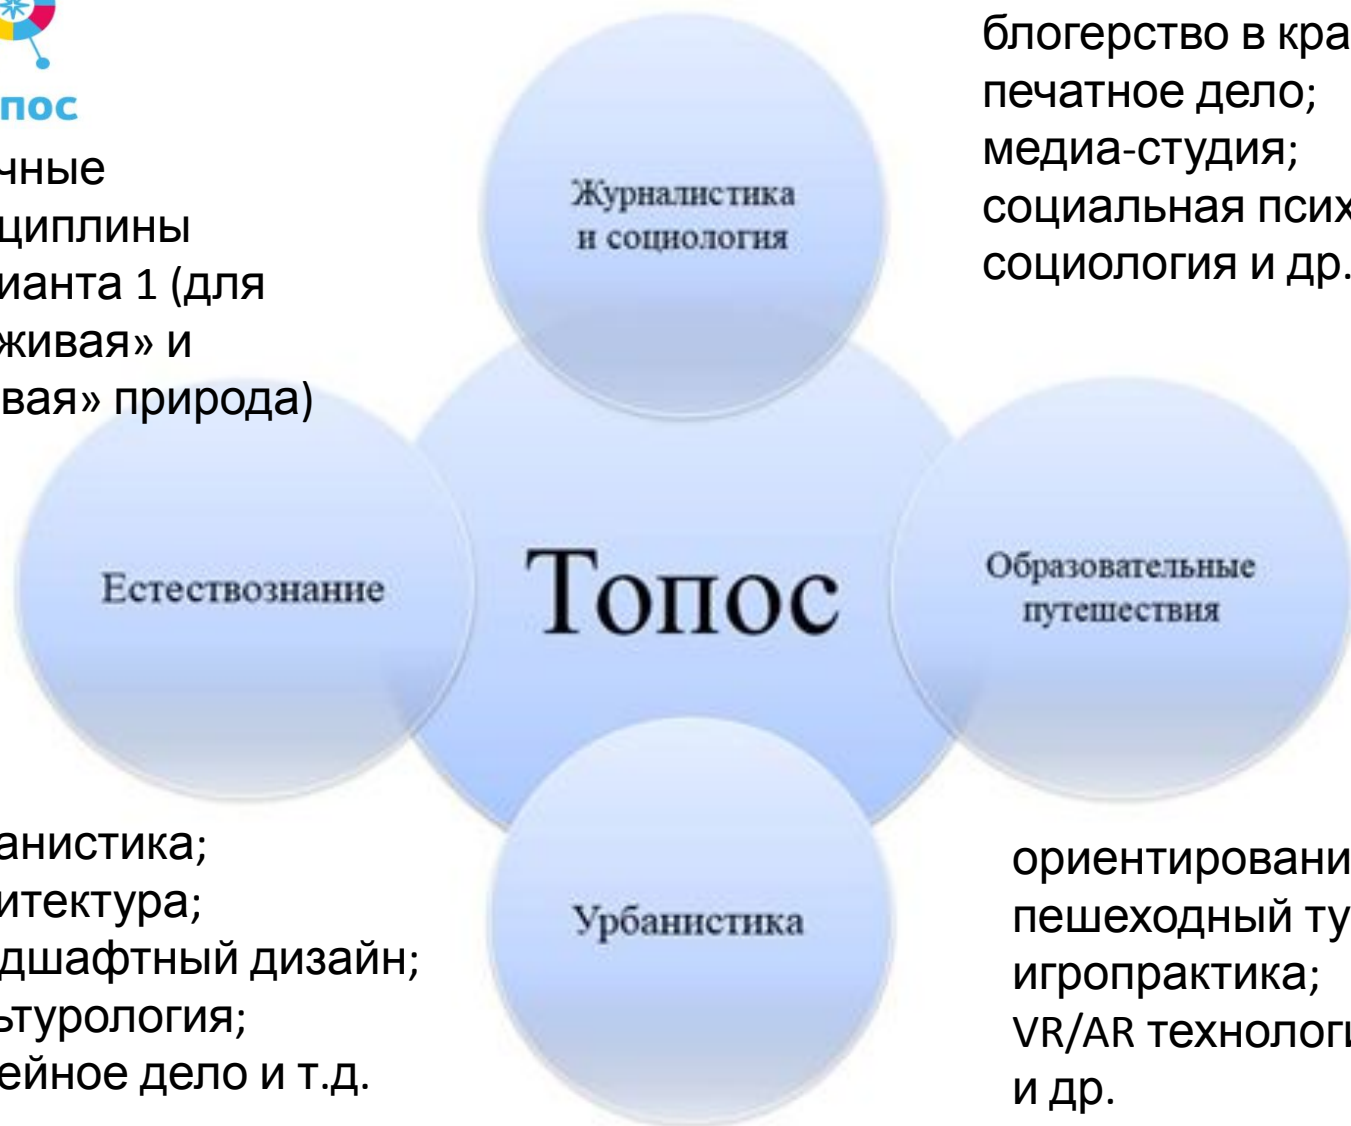 пос
чные
циплины
ианта 1 (для
живая» и
вая» природа)
блогерство в кра
печатное дело;
медиа-студия;
социальная псих
социология и др.
Журналистика
и социология
Естествознание
Топос
Образовательные
путешествия
Урбанистика
анистика;
итектура;
дшафтный дизайн;
ьтурология;
ейное дело и т.д.
ориентировани
пешеходный ту
игропрактика;
VR/AR технологи
и др.